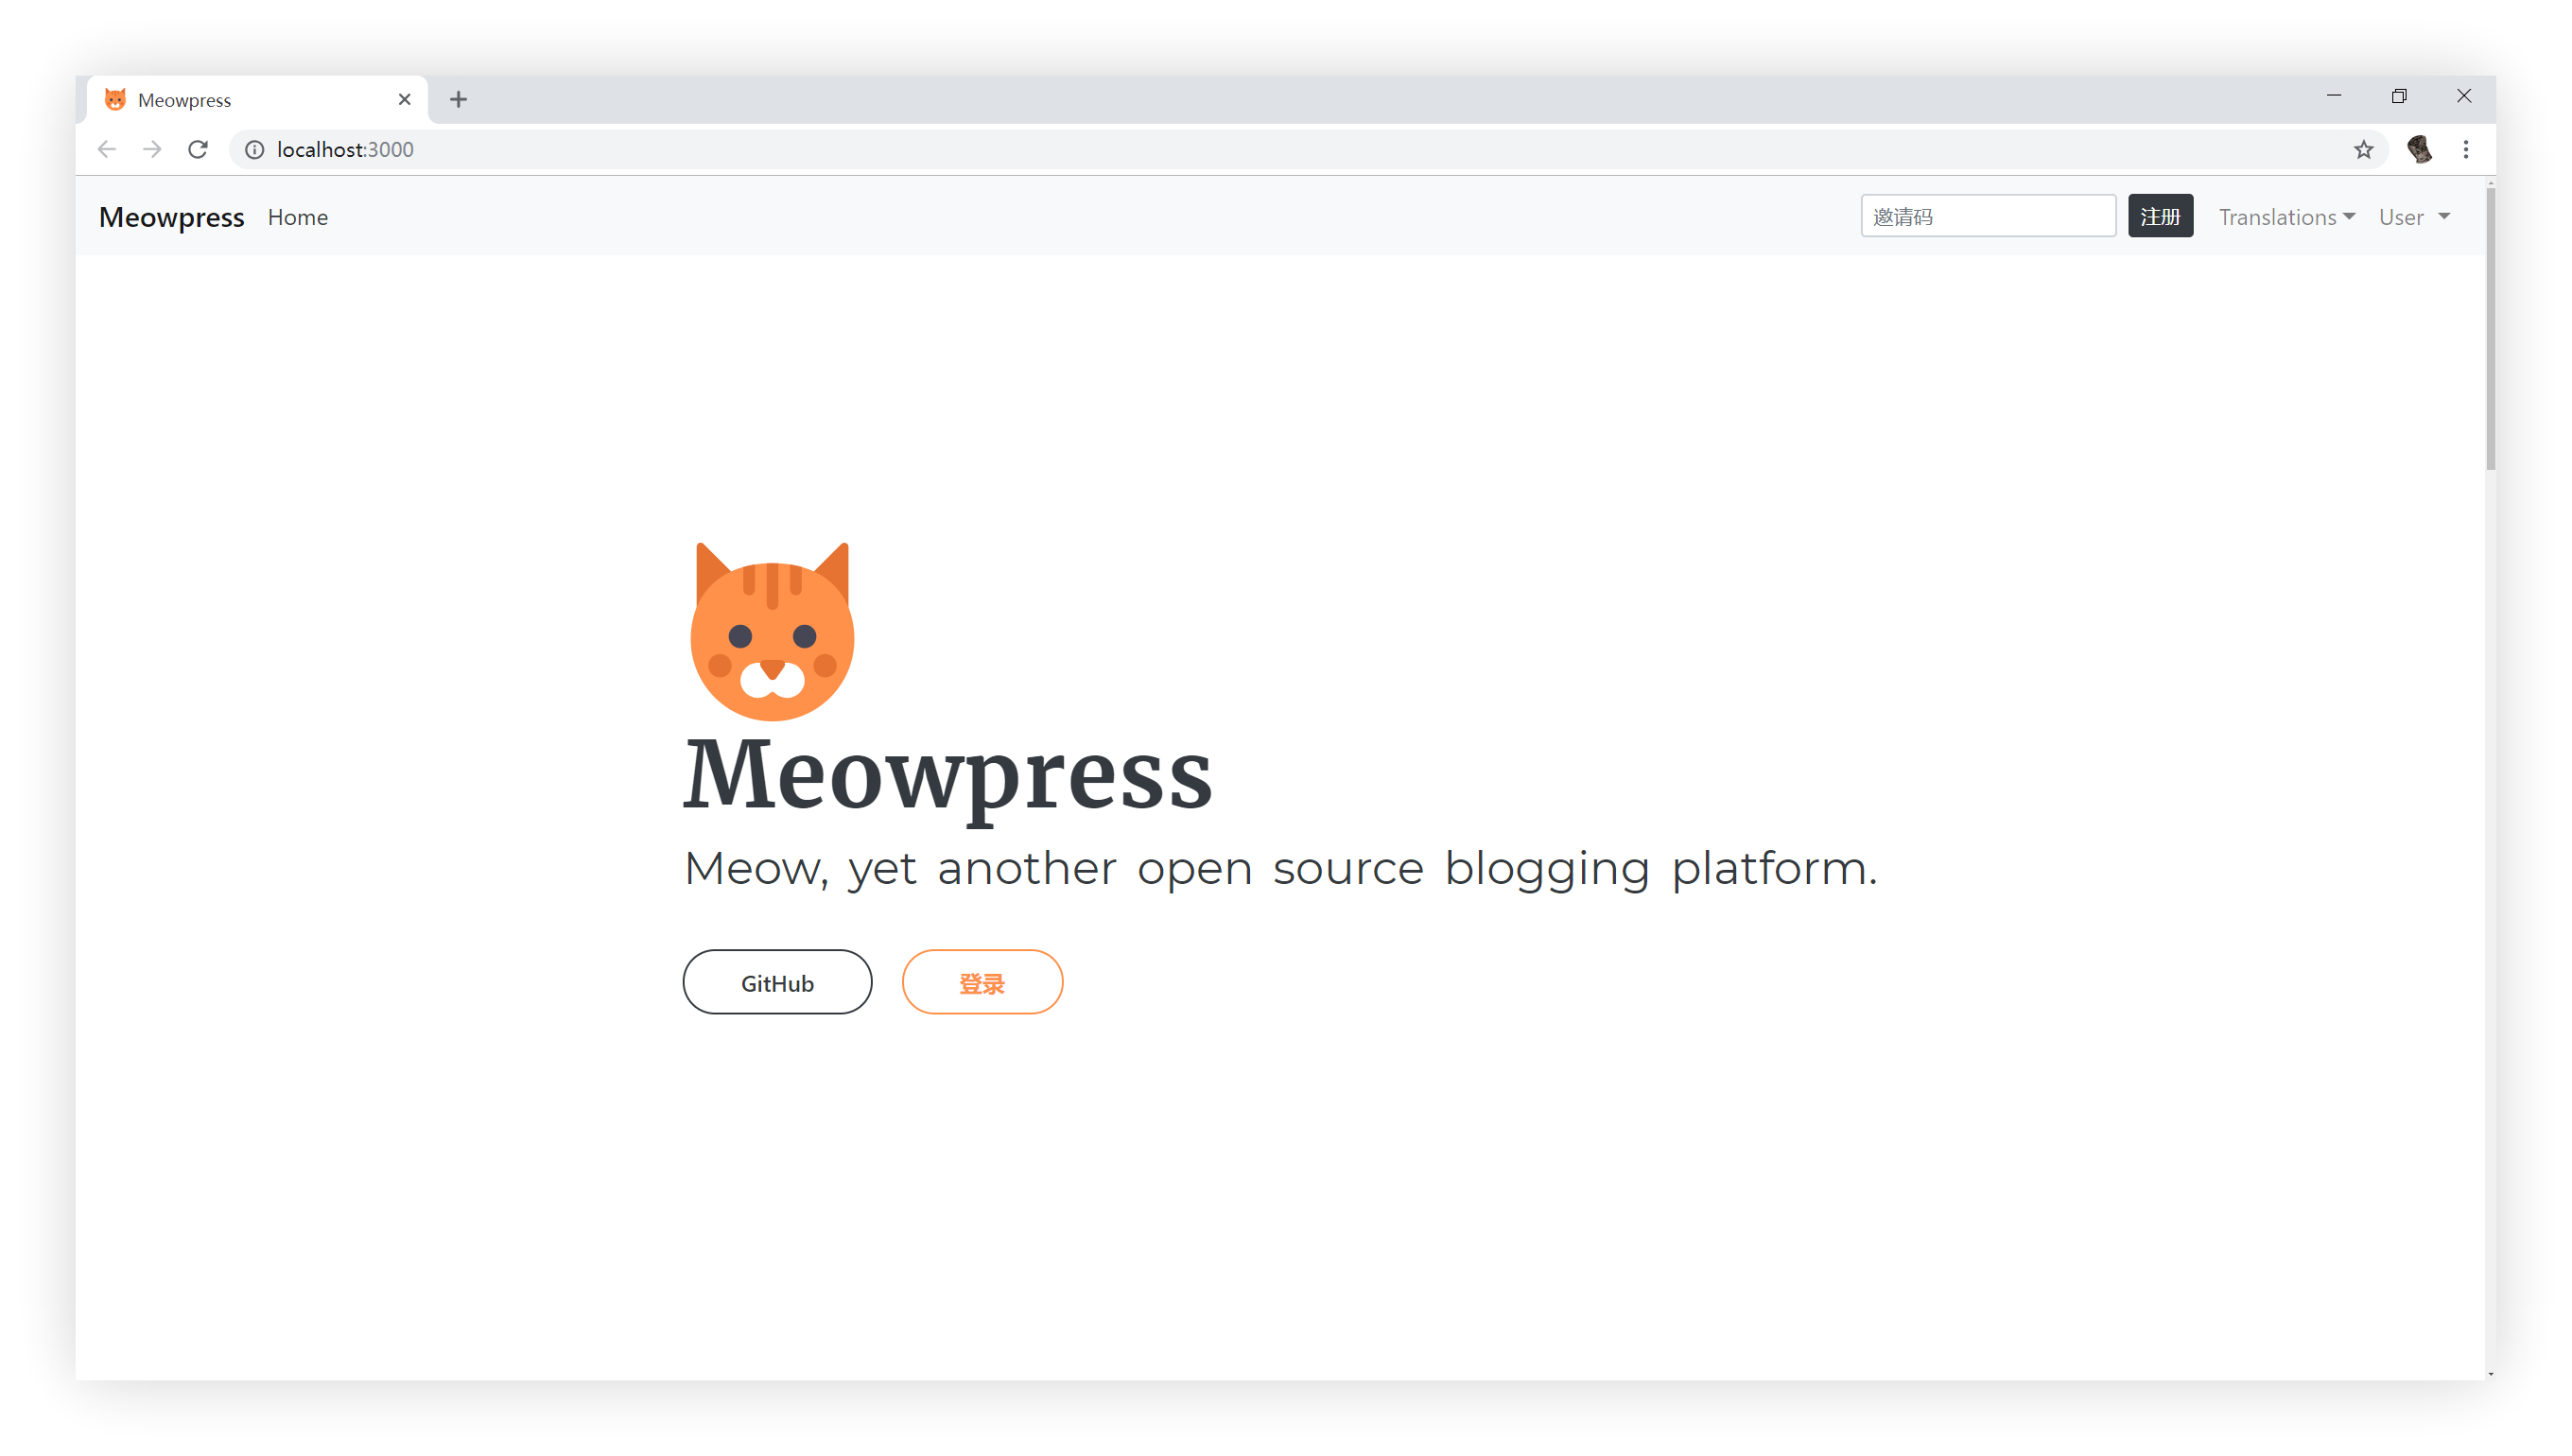 Meowpress
localhost:3000
Meowpress Home 邀请码 注册 Translations User
Meowpress
Meow, yet another open source blogging platform.
GitHub 登录